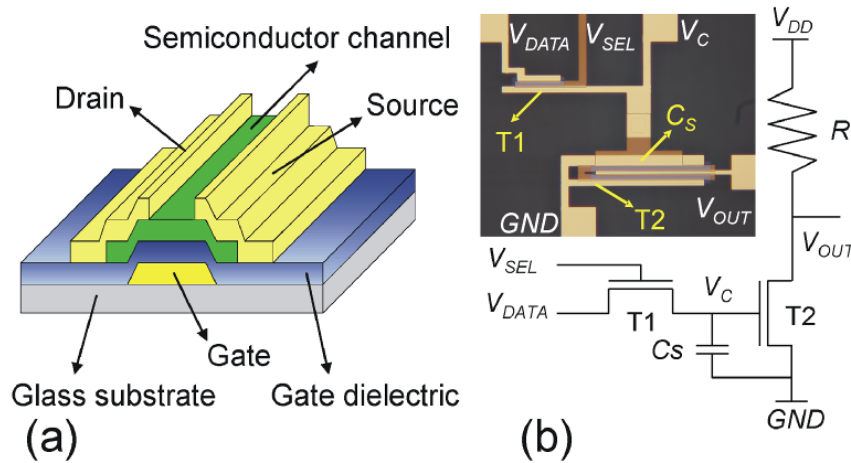 Semiconductor channel
Drain
Source
Gate
Glass substrate
Gate dielectric
(a)
V_DATA
V_SEL
V_C
T1
C_S
GND
T2
V_OUT
V_DD
R
V_OUT
V_SEL
V_DATA
V_C
T1
T2
Cs
GND
(b)